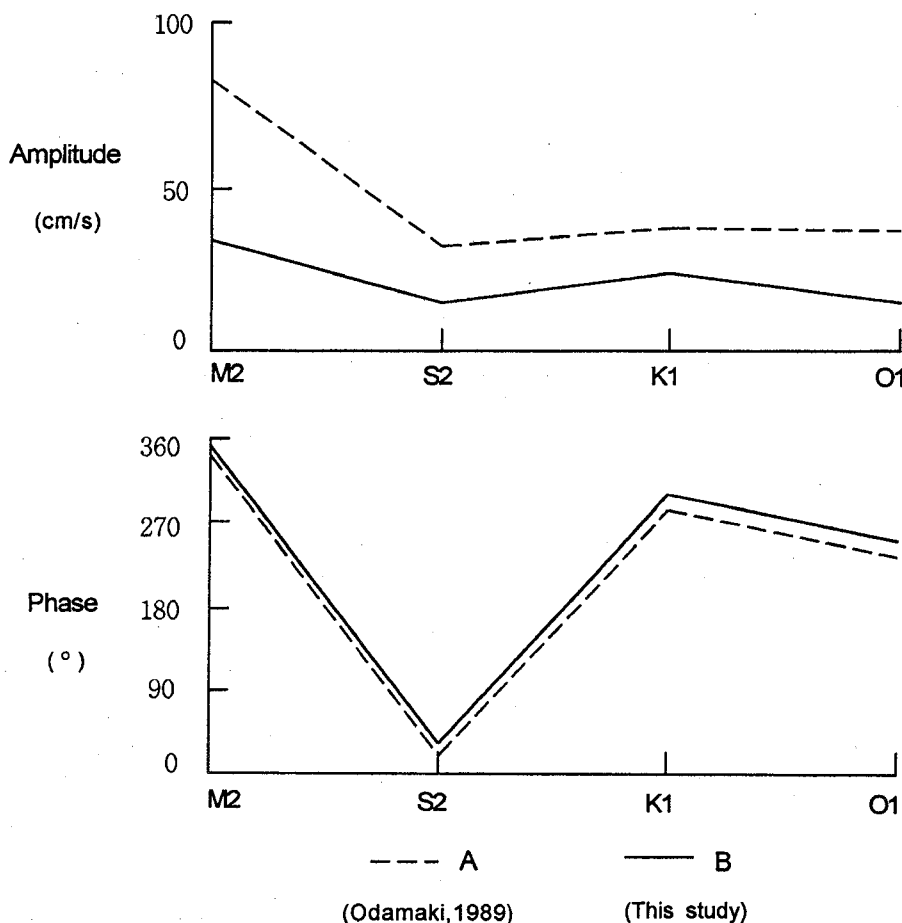 100
Amplitude
50
(cm/s)
0
M2 S2 K1 O1
360
270
180
Phase
(°)
90
0
M2 S2 K1 O1
A B
(Odamaki,1989) (This study)